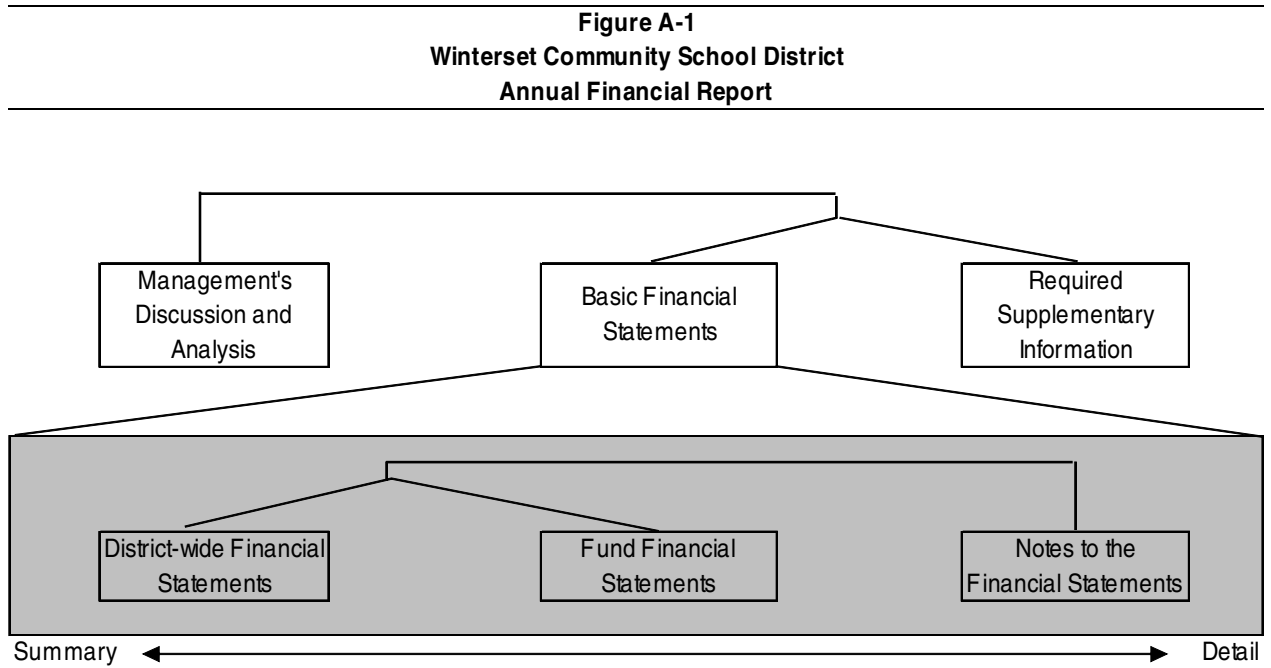 Figure A-1
Winterset Community School District
Annual Financial Report
Management's
Discussion and
Analysis
Basic Financial
Statements
Required
Supplementary
Information
District-wide Financial
Statements
Fund Financial
Statements
Notes to the
Financial Statements
Summary
Detail